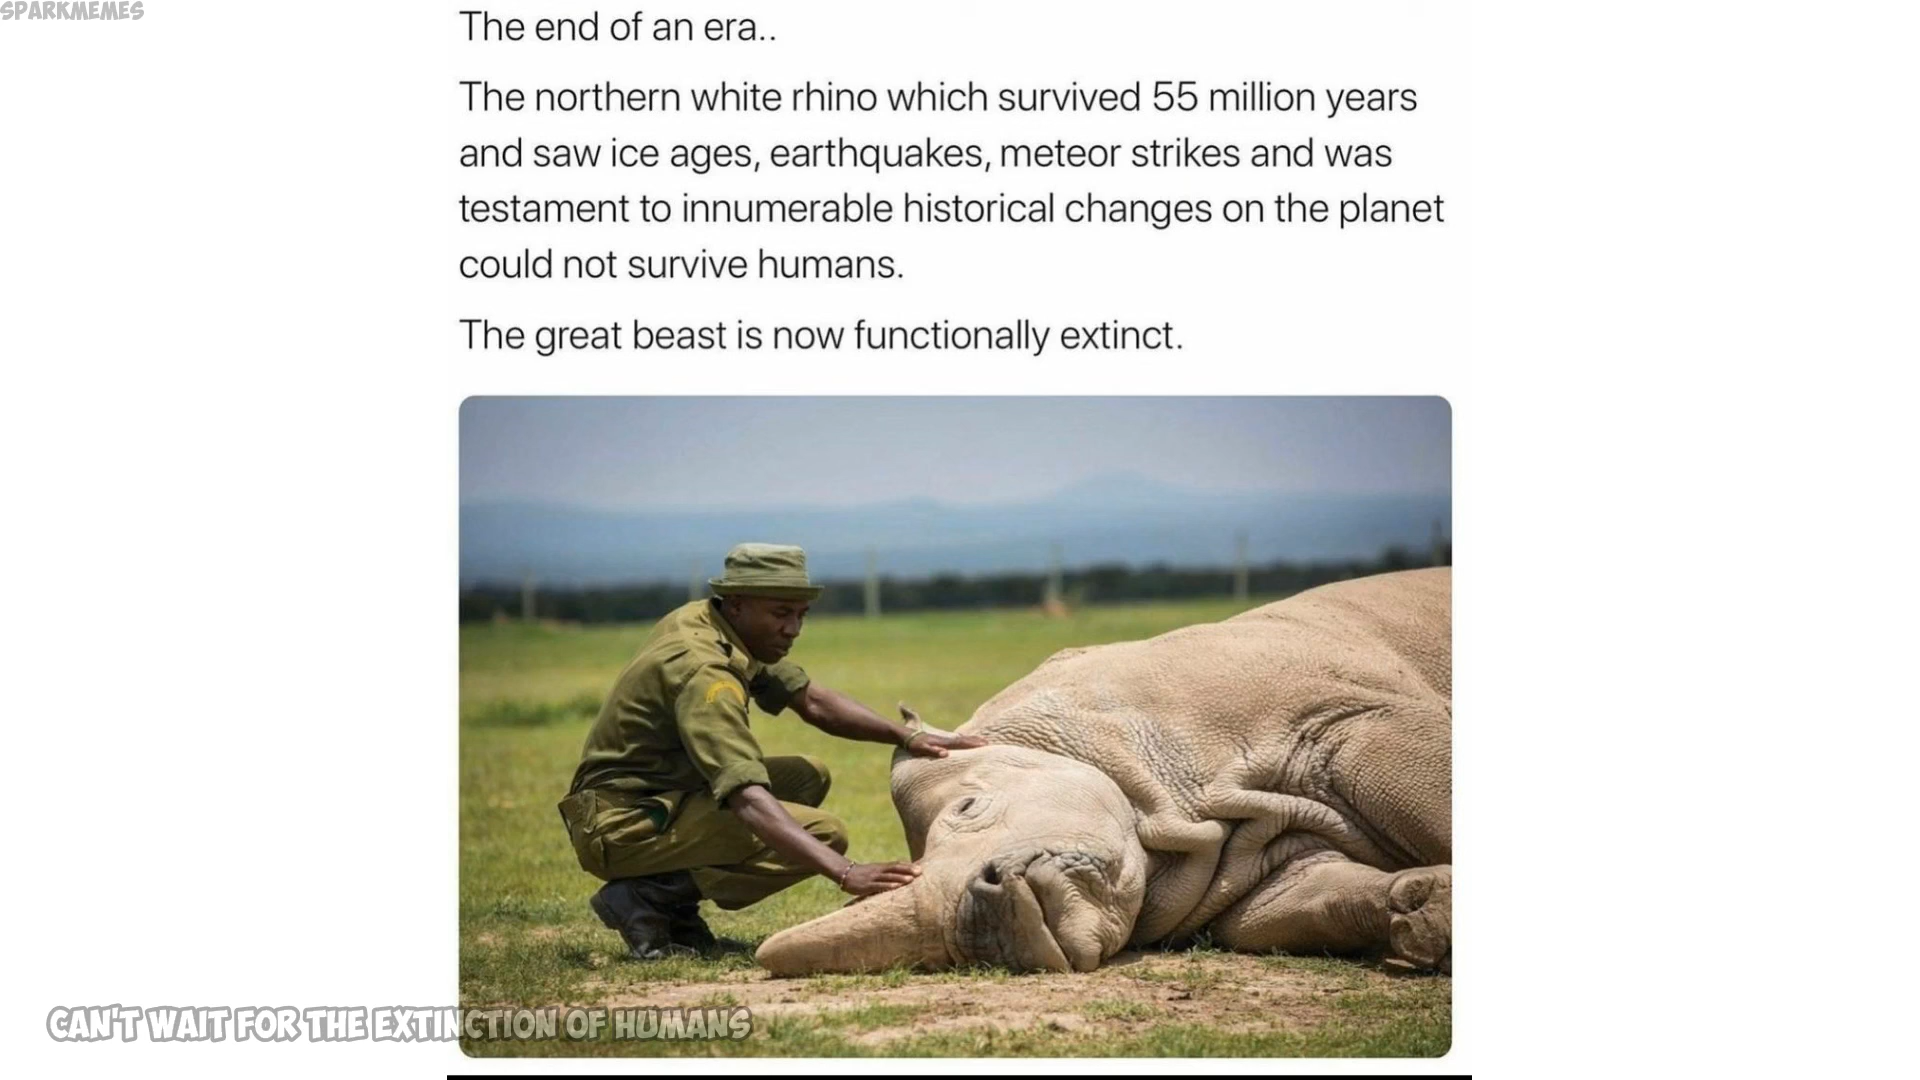 SPARKMEMES
The end of an era..
The northern white rhino which survived 55 million years
and saw ice ages, earthquakes, meteor strikes and was
testament to innumerable historical changes on the planet
could not survive humans.
The great beast is now functionally extinct.
CAN'T WAIT FOR THE EXTINCTION OF HUMANS